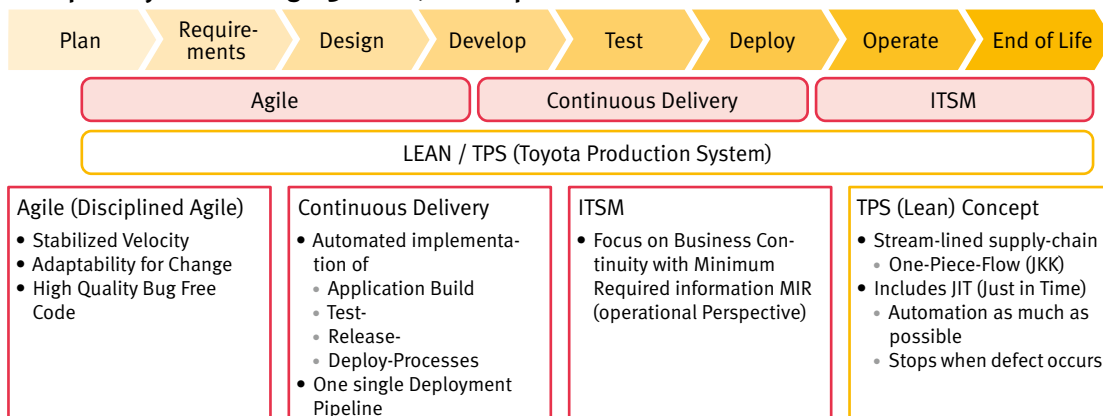 Plan
Require-
ments
Design
Develop
Test
Deploy
Operate
End of Life
Agile
Continuous Delivery
ITSM
LEAN / TPS (Toyota Production System)
Agile (Disciplined Agile)
• Stabilized Velocity
• Adaptability for Change
• High Quality Bug Free
Code
Continuous Delivery
• Automated implementa-
tion of
• Application Build
• Test-
• Release-
• Deploy-Processes
• One single Deployment
Pipeline
ITSM
• Focus on Business Con-
tinuity with Minimum
Required information MIR
(operational Perspective)
TPS (Lean) Concept
• Stream-lined supply-chain
• One-Piece-Flow (JKK)
• Includes JIT (Just in Time)
• Automation as much as
possible
• Stops when defect occurs